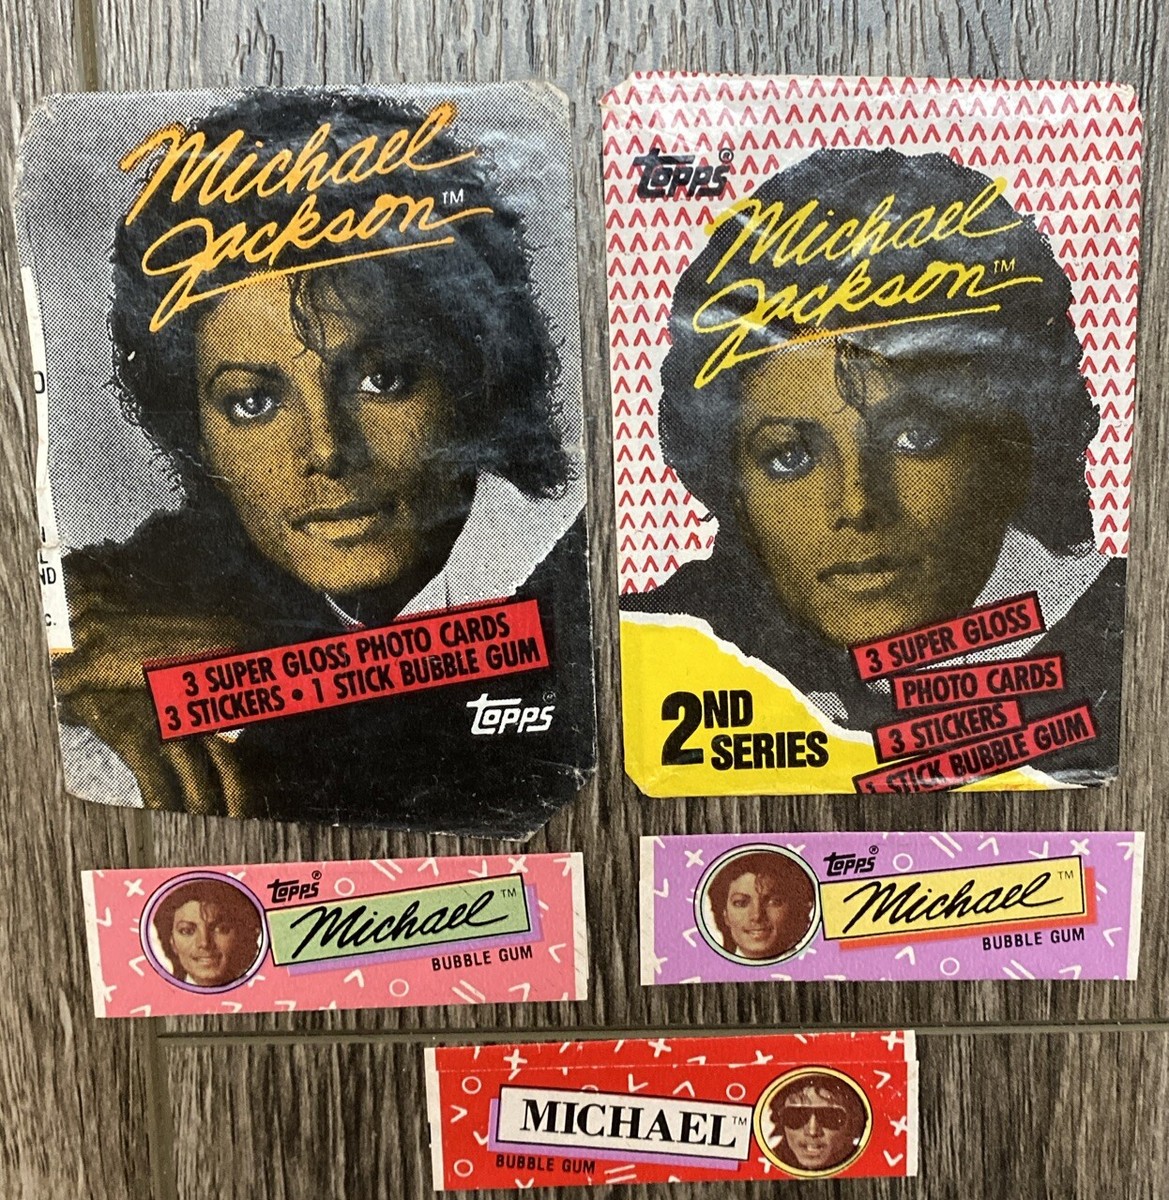 Michael
Jackson™
3 SUPER GLOSS PHOTO CARDS
3 STICKERS • 1 STICK BUBBLE GUM
topps®
O
L
ND
C.
topps®
Michael
Jackson™
2ND
SERIES
3 SUPER GLOSS
PHOTO CARDS
3 STICKERS
1 STICK BUBBLE GUM
topps®
Michael™
BUBBLE GUM
topps®
Michael™
BUBBLE GUM
MICHAEL™
BUBBLE GUM